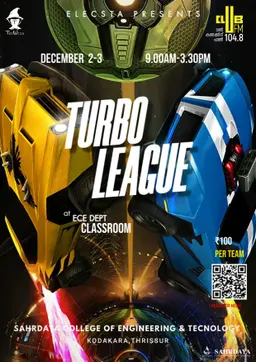 ELECSTA PRESENTS
CLUB FM
104.8
DECEMBER 2-3
9.00AM-3.30PM
TURBO
LEAGUE
at
ECE DEPT
CLASSROOM
₹100
PER TEAM
SAHRDAYA COLLEGE OF ENGINEERING & TECNOLOGY
KODAKARA,THRISSUR
SAHRDAYA